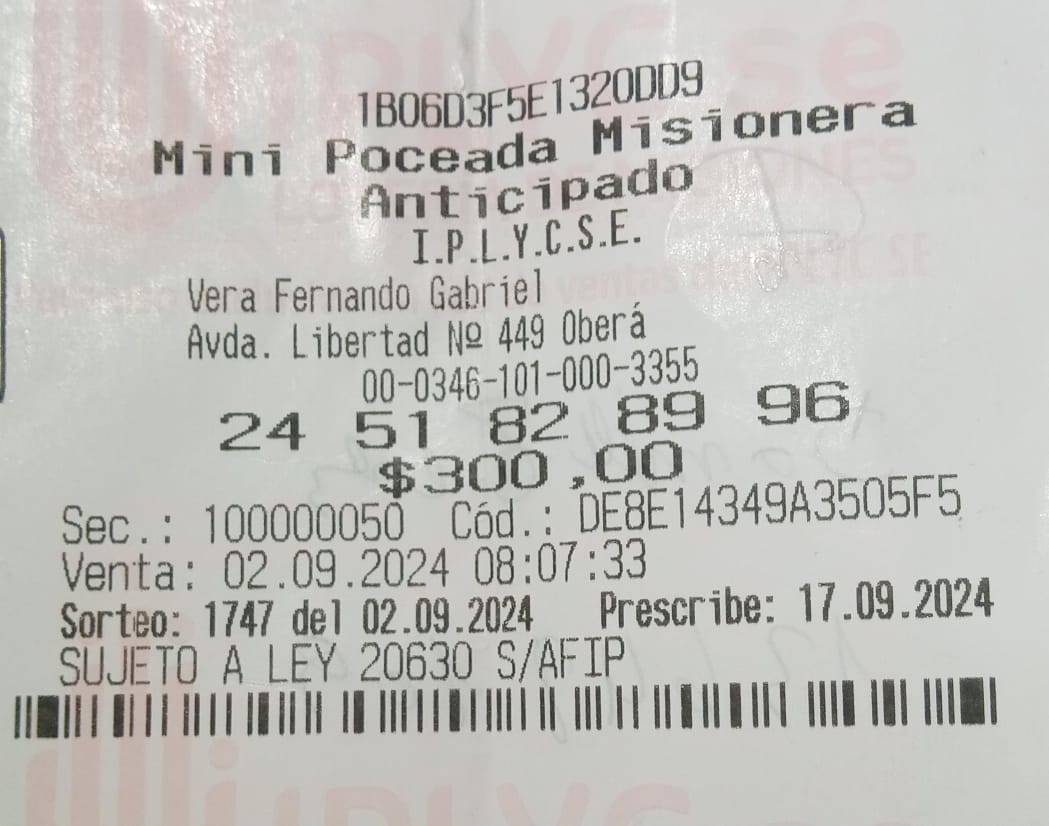 1B06D3F5E1320DD9
Mini Poceada Misionera
Anticipado
I.P.L.Y.C.S.E.
Vera Fernando Gabriel
Avda. Libertad Nº 449 Oberá
00-0346-101-000-3355
24 51 82 89 96
$300,00
Sec.: 100000050 Cód.: DE8E14349A3505F5
Venta: 02.09.2024 08:07:33
Sorteo: 1747 del 02.09.2024 Prescribe: 17.09.2024
SUJETO A LEY 20630 S/AFIP